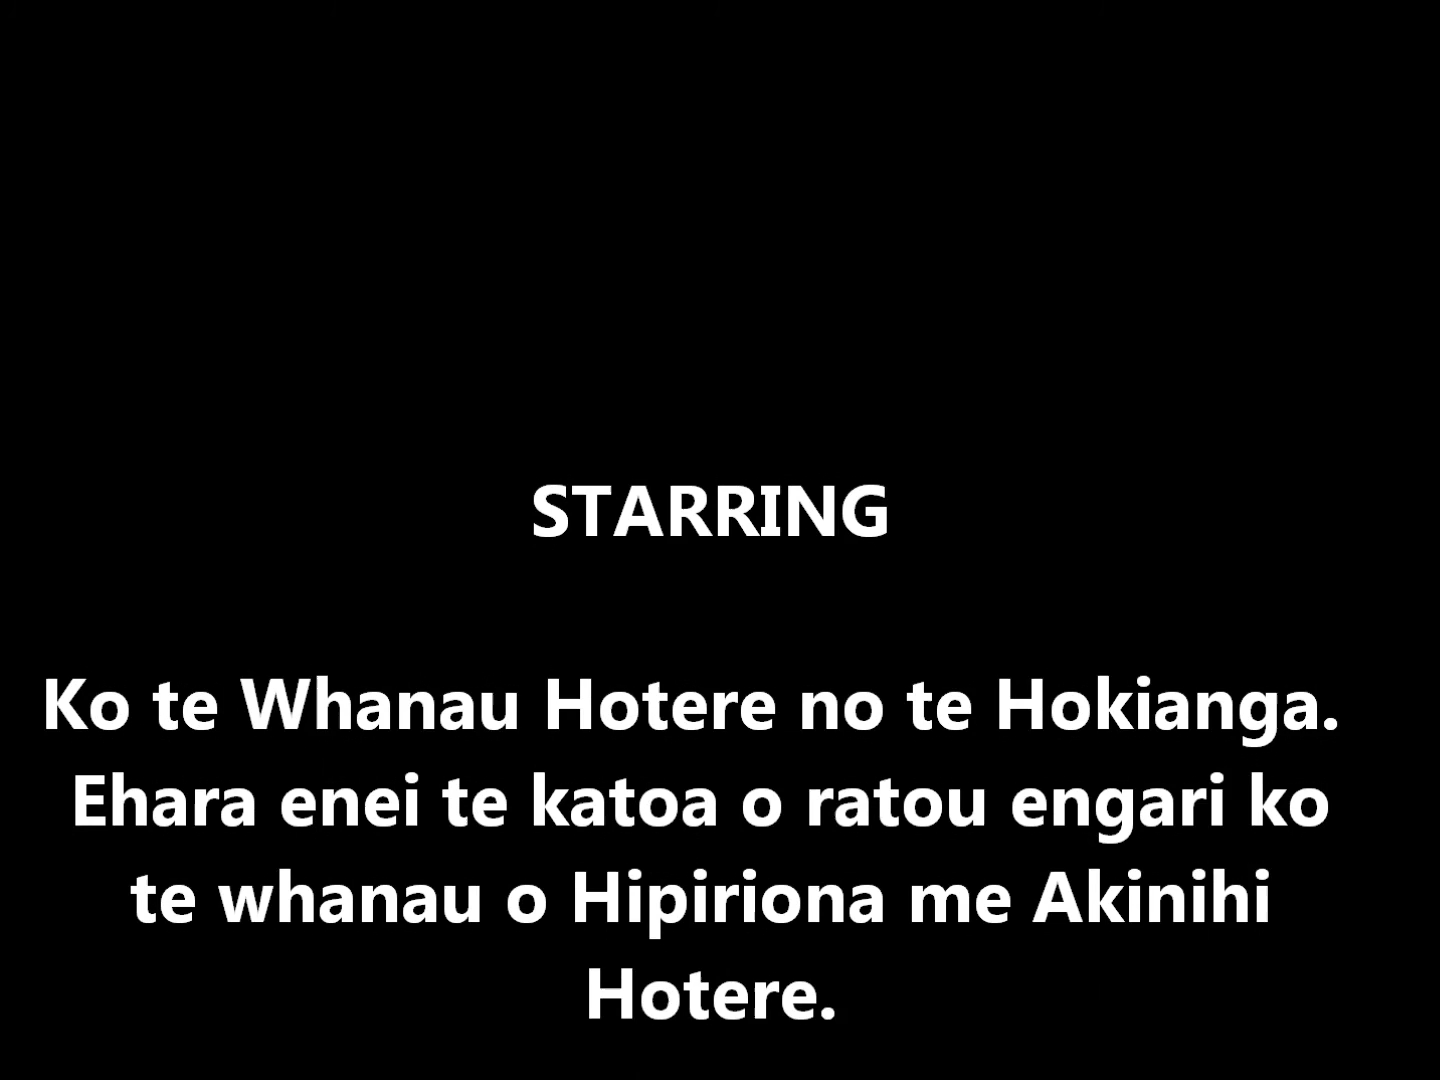 STARRING
Ko te Whanau Hotere no te Hokianga.
Ehara enei te katoa o ratou engari ko
te whanau o Hipiriona me Akinihi
Hotere.